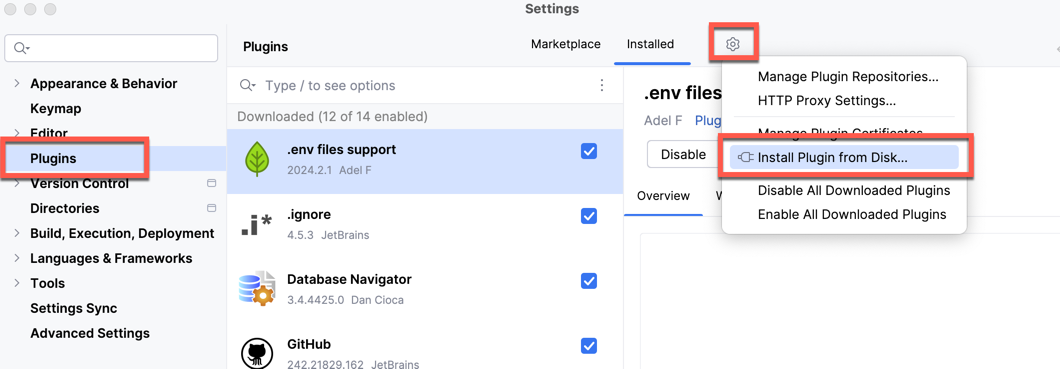 Settings
Plugins
Marketplace
Installed
Appearance & Behavior
Keymap
Editor
Plugins
Version Control
Directories
Build, Execution, Deployment
Languages & Frameworks
Tools
Settings Sync
Advanced Settings
Type / to see options
Downloaded (12 of 14 enabled)
.env files support
2024.2.1 Adel F
.ignore
4.5.3 JetBrains
Database Navigator
3.4.4425.0 Dan Cioca
GitHub
242.21829.162 JetBrains
.env files
Adel F Plug
Disable
Overview W
Manage Plugin Repositories...
HTTP Proxy Settings...
Manage Plugin Certificates
Install Plugin from Disk...
Disable All Downloaded Plugins
Enable All Downloaded Plugins